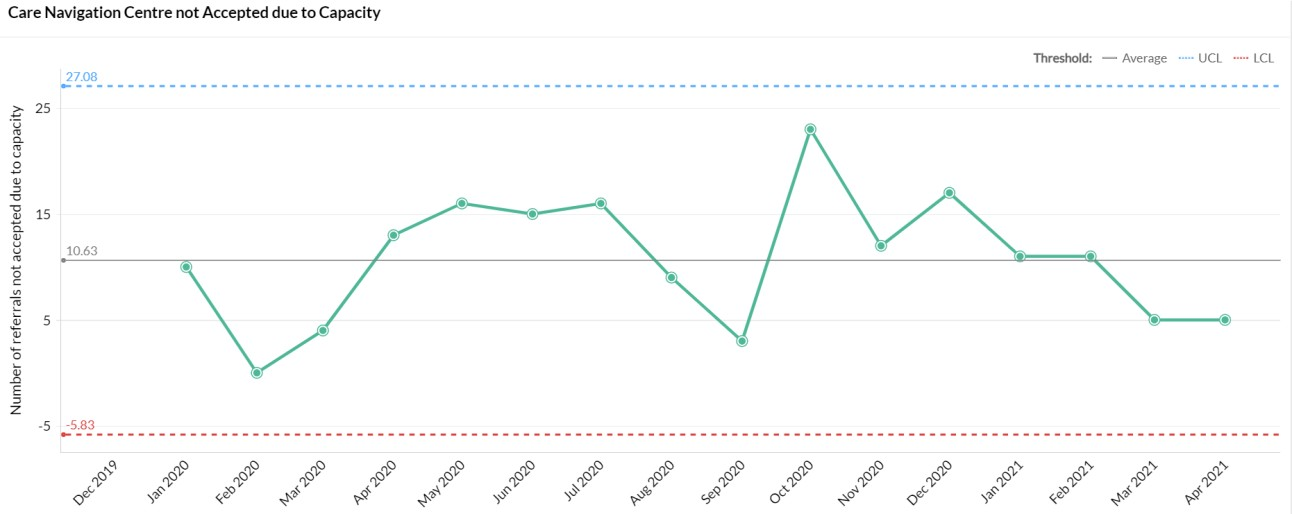 Care Navigation Centre not Accepted due to Capacity
Threshold: Average UCL LCL
Number of referrals not accepted due to capacity
27.08
25
15
10.63
5
-5
-5.83
Dec 2019
Jan 2020
Feb 2020
Mar 2020
Apr 2020
May 2020
Jun 2020
Jul 2020
Aug 2020
Sep 2020
Oct 2020
Nov 2020
Dec 2020
Jan 2021
Feb 2021
Mar 2021
Apr 2021